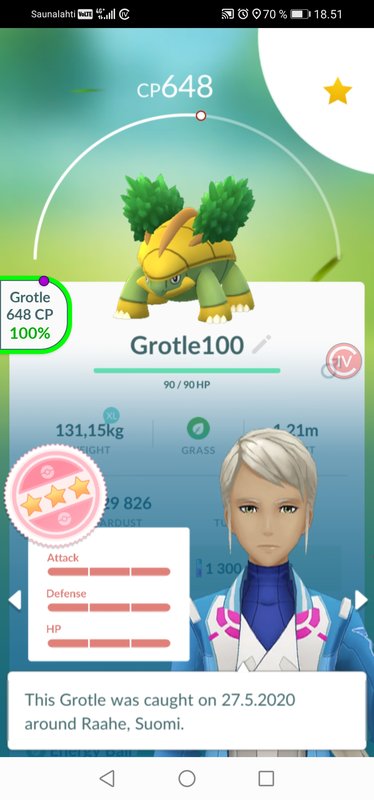 Saunalahti VoLTE 4G 70 % 18.51
CP648
Grotle
648 CP
100%
Grotle100
IV
90 / 90 HP
XL
131,15kg
GRASS
1,21m
29 826
1 300
Attack
Defense
HP
This Grotle was caught on 27.5.2020
around Raahe, Suomi.
Energy Ball